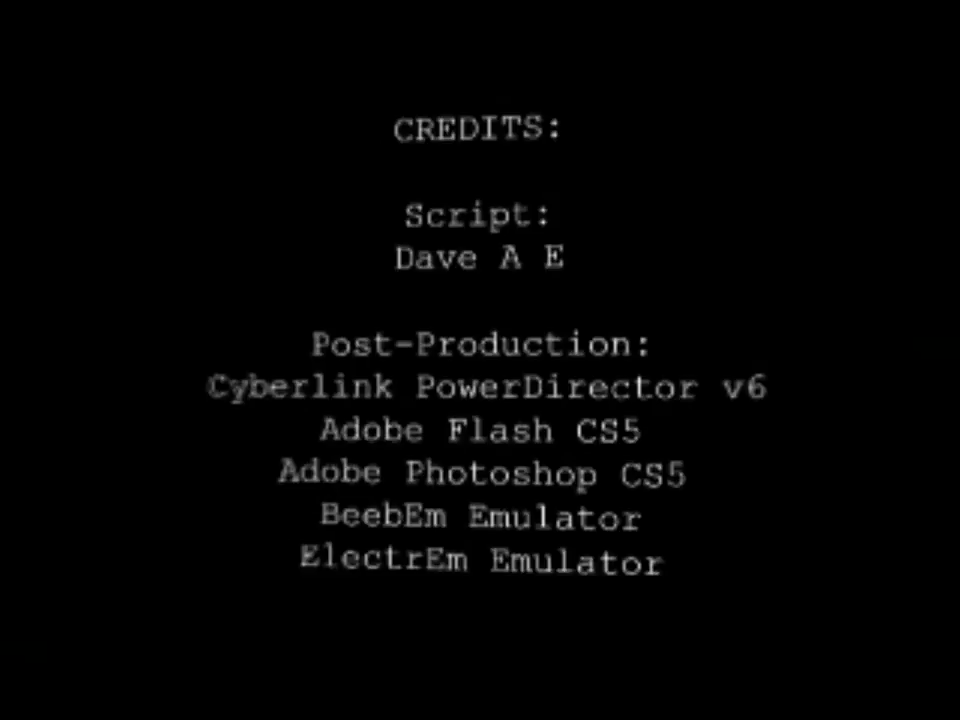 CREDITS:
Script:
Dave A E
Post-Production:
Cyberlink PowerDirector v6
Adobe Flash CS5
Adobe Photoshop CS5
BeebEm Emulator
ElectrEm Emulator